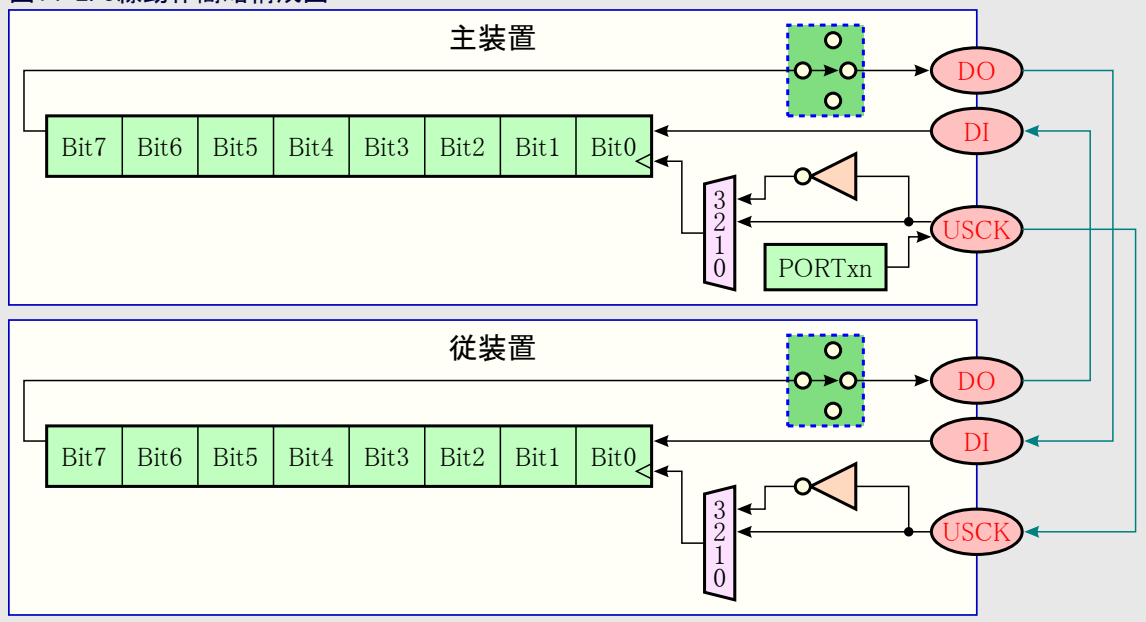 主装置
DO
Bit7 Bit6 Bit5 Bit4 Bit3 Bit2 Bit1 Bit0
DI
3
2
1
0
USCK
PORTxn
従装置
DO
Bit7 Bit6 Bit5 Bit4 Bit3 Bit2 Bit1 Bit0
DI
3
2
1
0
USCK